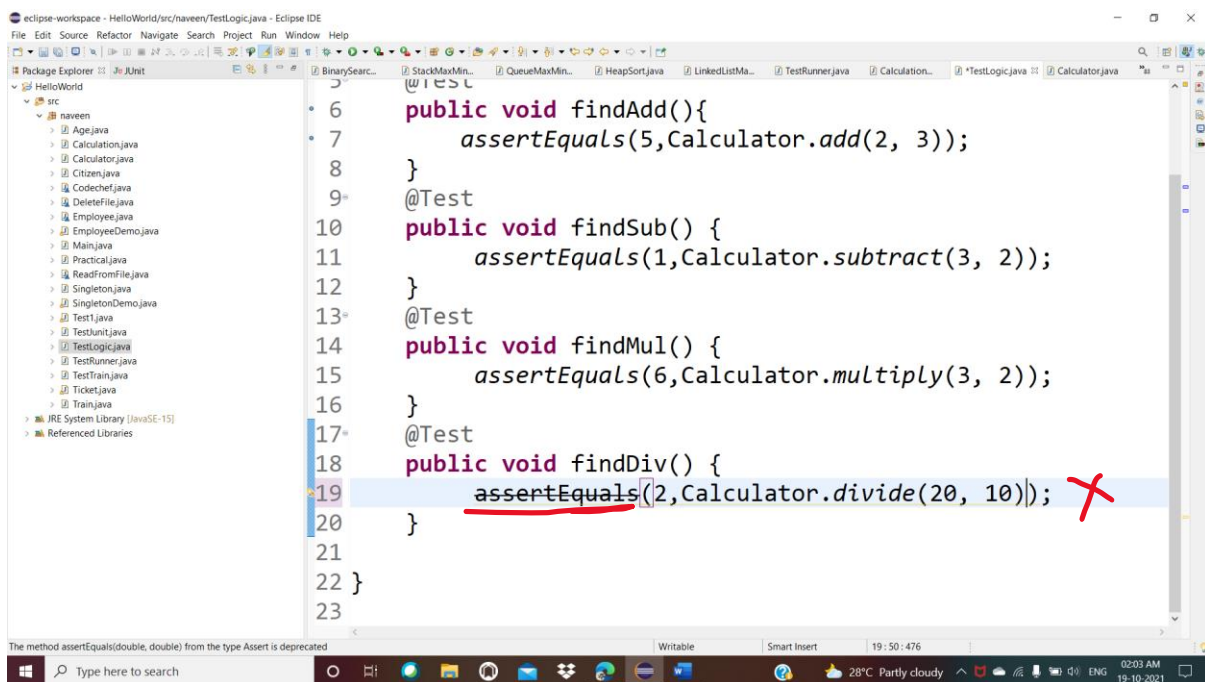 eclipse-workspace - HelloWorld/src/naveen/TestLogic.java - Eclipse IDE
File Edit Source Refactor Navigate Search Project Run Window Help
Package Explorer JUnit
BinarySearc... StackMaxMin... QueueMaxMin... HeapSort.java LinkedListMa... TestRunner.java Calculation... *TestLogic.java Calculator.java
HelloWorld
src
naveen
Age.java
Calculation.java
Calculator.java
Citizen.java
Codechef.java
DeleteFile.java
Employee.java
EmployeeDemo.java
Main.java
Practical.java
ReadFromFile.java
Singleton.java
SingletonDemo.java
Test1.java
TestJunit.java
TestLogic.java
TestRunner.java
TestTrain.java
Ticket.java
Train.java
JRE System Library [JavaSE-15]
Referenced Libraries
5 @Test
6 public void findAdd(){
7 assertEquals(5,Calculator.add(2, 3));
8 }
9 @Test
10 public void findSub() {
11 assertEquals(1,Calculator.subtract(3, 2));
12 }
13 @Test
14 public void findMul() {
15 assertEquals(6,Calculator.multiply(3, 2));
16 }
17 @Test
18 public void findDiv() {
19 assertEquals(2,Calculator.divide(20, 10));
20 }
21
22 }
23
The method assertEquals(double, double) from the type Assert is deprecated Writable Smart Insert 19 : 50 : 476
Type here to search 28°C Partly cloudy ENG 02:03 AM
19-10-2021